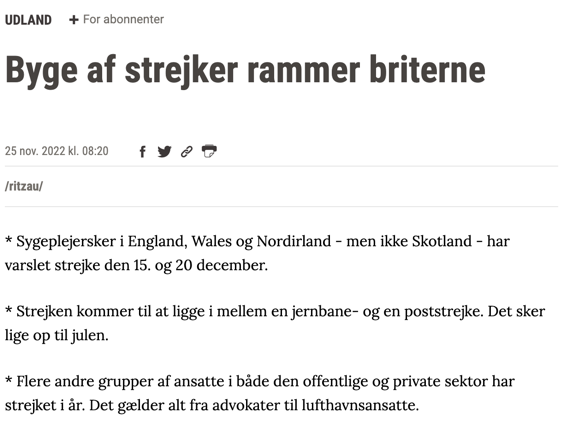 UDLAND + For abonnenter
Byge af strejker rammer briterne
25 nov. 2022 kl. 08:20
/ritzau/
* Sygeplejersker i England, Wales og Nordirland - men ikke Skotland - har
varslet strejke den 15. og 20 december.
* Strejken kommer til at ligge i mellem en jernbane- og en poststrejke. Det sker
lige op til julen.
* Flere andre grupper af ansatte i både den offentlige og private sektor har
strejket i år. Det gælder alt fra advokater til lufthavnsansatte.